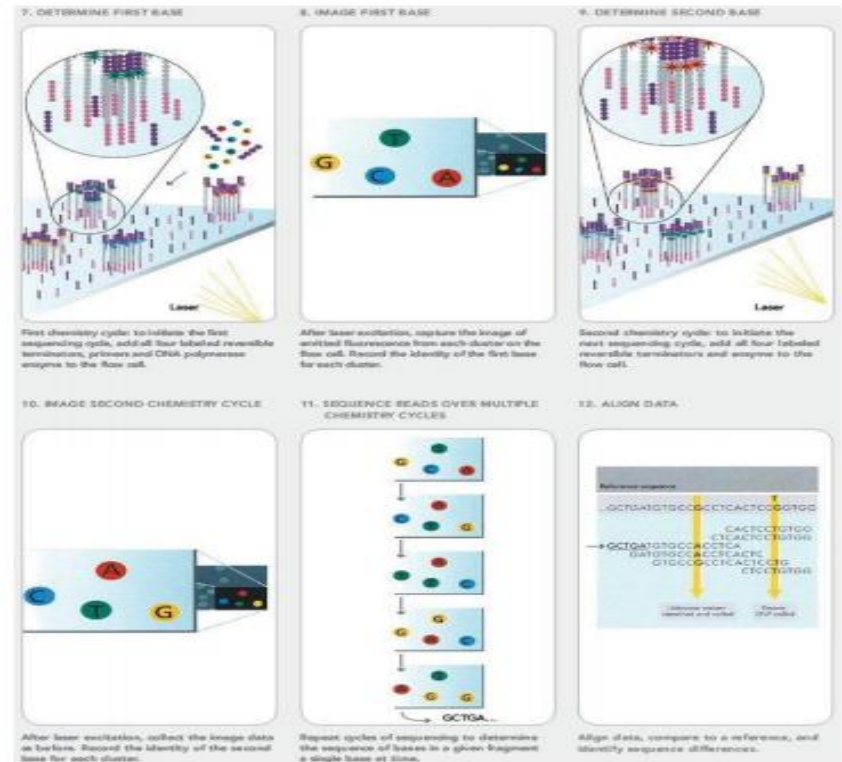 7. DETERMINE FIRST BASE
Laser
First chemistry cycle: to initiate the first
sequencing cycle, add all four labeled reversible
terminators, primers and DNA polymerase
enzyme to the flow cell.
8. IMAGE FIRST BASE
T
G
C
A
After laser excitation, capture the image of
emitted fluorescence from each cluster on the
flow cell. Record the identity of the first base
for each cluster.
9. DETERMINE SECOND BASE
Laser
Second chemistry cycle: to initiate the
next sequencing cycle, add all four labeled
reversible terminators and enzyme to the
flow cell.
10. IMAGE SECOND CHEMISTRY CYCLE
A
C
T
G
After laser excitation, collect the image data
as before. Record the identity of the second
base for each cluster.
11. SEQUENCE READS OVER MULTIPLE
CHEMISTRY CYCLES
G
C
A
C
T
G
C
G
G
C
T
G
G
GCTGA...
Repeat cycles of sequencing to determine
the sequence of bases in a given fragment
a single base at time.
12. ALIGN DATA
Reference sequence
T
...GCTGATGTGCCGCCTCACTCCGGTGG
CACTCCTGTGG
CTCACTCCTGTGG
GCTGATGTGCCACCTCA
GATGTGCCACCTCACTC
GTGCCGCCTCACTCCTG
CTCCTGTGG
Align data, compare to a reference, and
identify sequence differences.